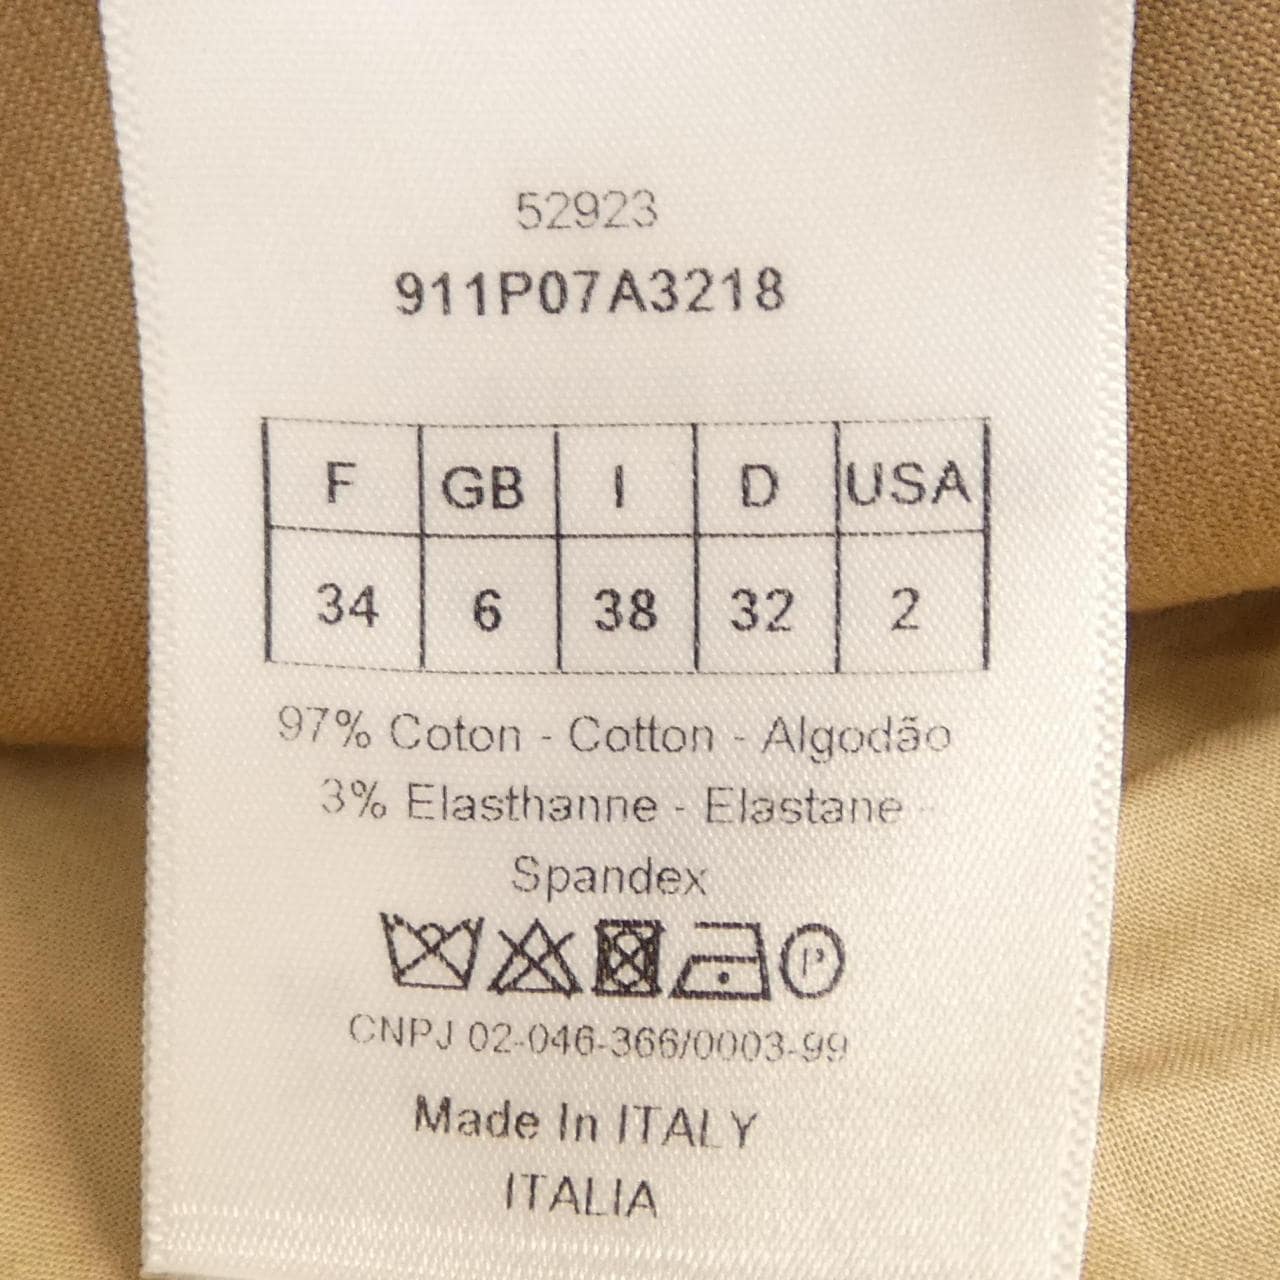 52923
911P07A3218
F GB I D USA
34 6 38 32 2
97% Coton - Cotton - Algodão
3% Elasthanne - Elastane -
Spandex
P
CNPJ 02-046-366/0003-99
Made In ITALY
ITALIA